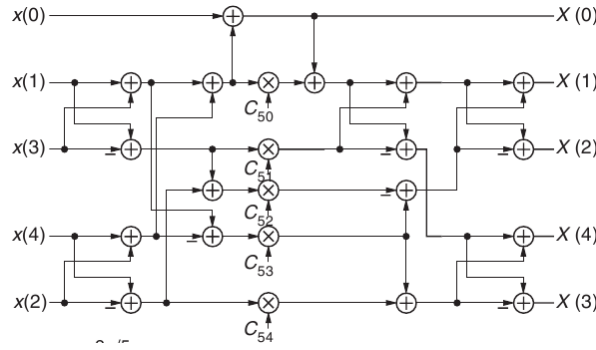 x(0) X (0)
x(1) X (1)
C50
x(3) X (2)
C51
C52
x(4) X (4)
C53
x(2) X (3)
C54